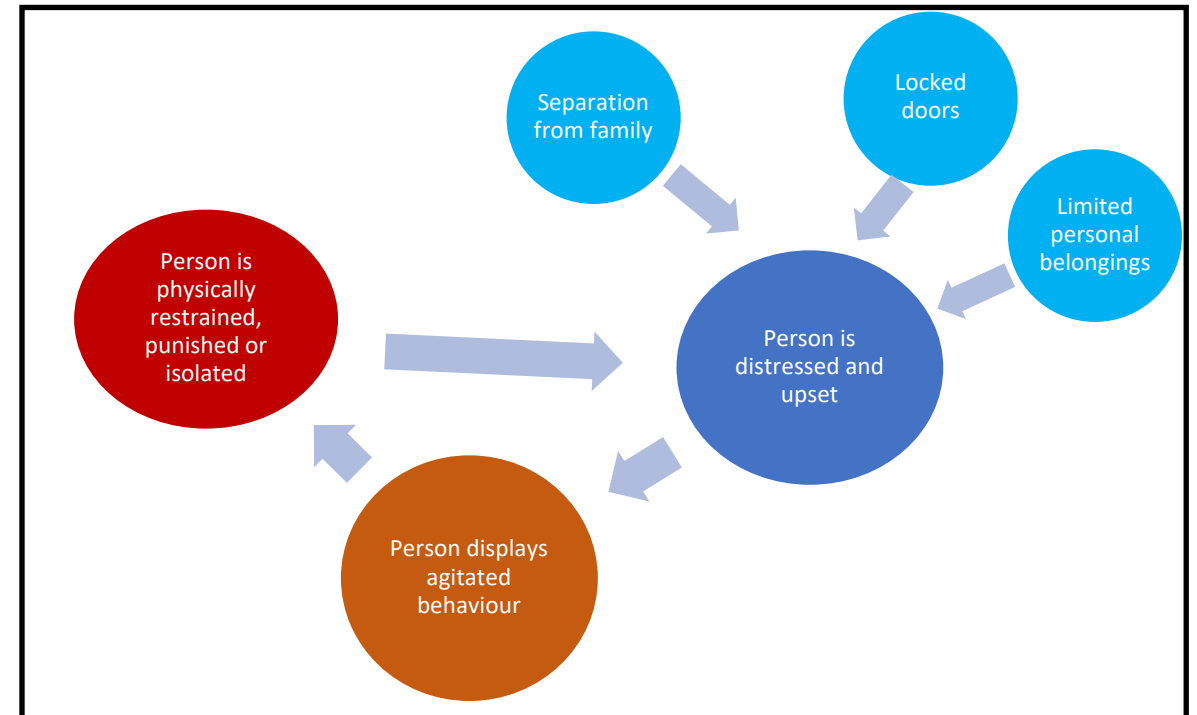 Separation
from family
Locked
doors
Limited
personal
belongings
Person is
physically
restrained,
punished or
isolated
Person is
distressed and
upset
Person displays
agitated
behaviour